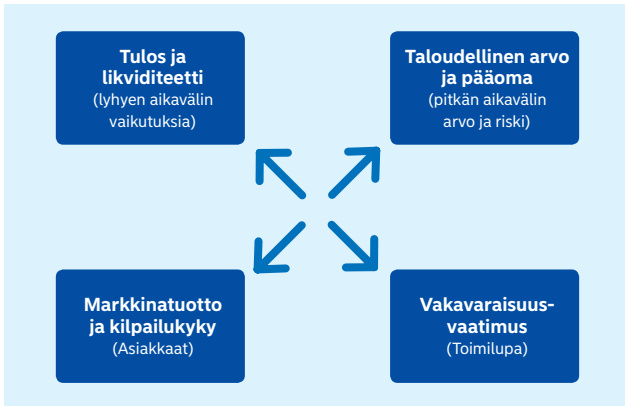 Tulos ja
likviditeetti
(lyhyen aikavälin
vaikutuksia)
Taloudellinen arvo
ja pääoma
(pitkän aikavälin
arvo ja riski)
Markkinatuotto
ja kilpailukyky
(Asiakkaat)
Vakavaraisuus-
vaatimus
(Toimilupa)